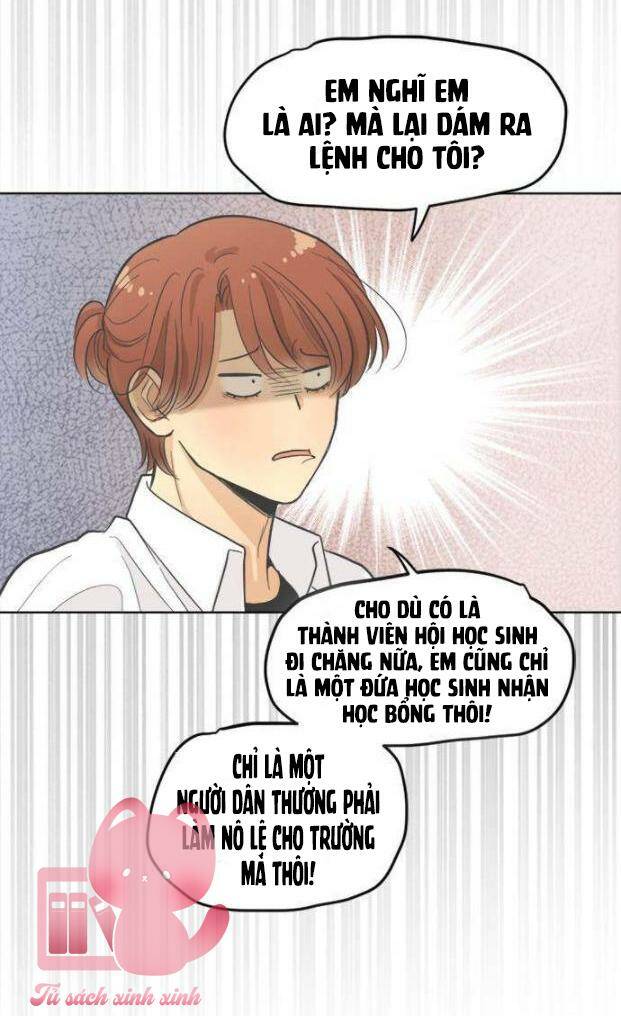 EM NGHĨ EM
LÀ AI? MÀ LẠI DÁM RA
LỆNH CHO TÔI?
CHO DÙ CÓ LÀ
THÀNH VIÊN HỘI HỌC SINH
ĐI CHĂNG NỮA, EM CŨNG CHỈ
LÀ MỘT ĐỨA HỌC SINH NHẬN
HỌC BỔNG THÔI!
CHỈ LÀ MỘT
NGƯỜI DÂN THƯƠNG PHẢI
LÀM NÔ LỆ CHO TRƯỜNG
MÁ THÔI!
Tủ sách xinh xinh